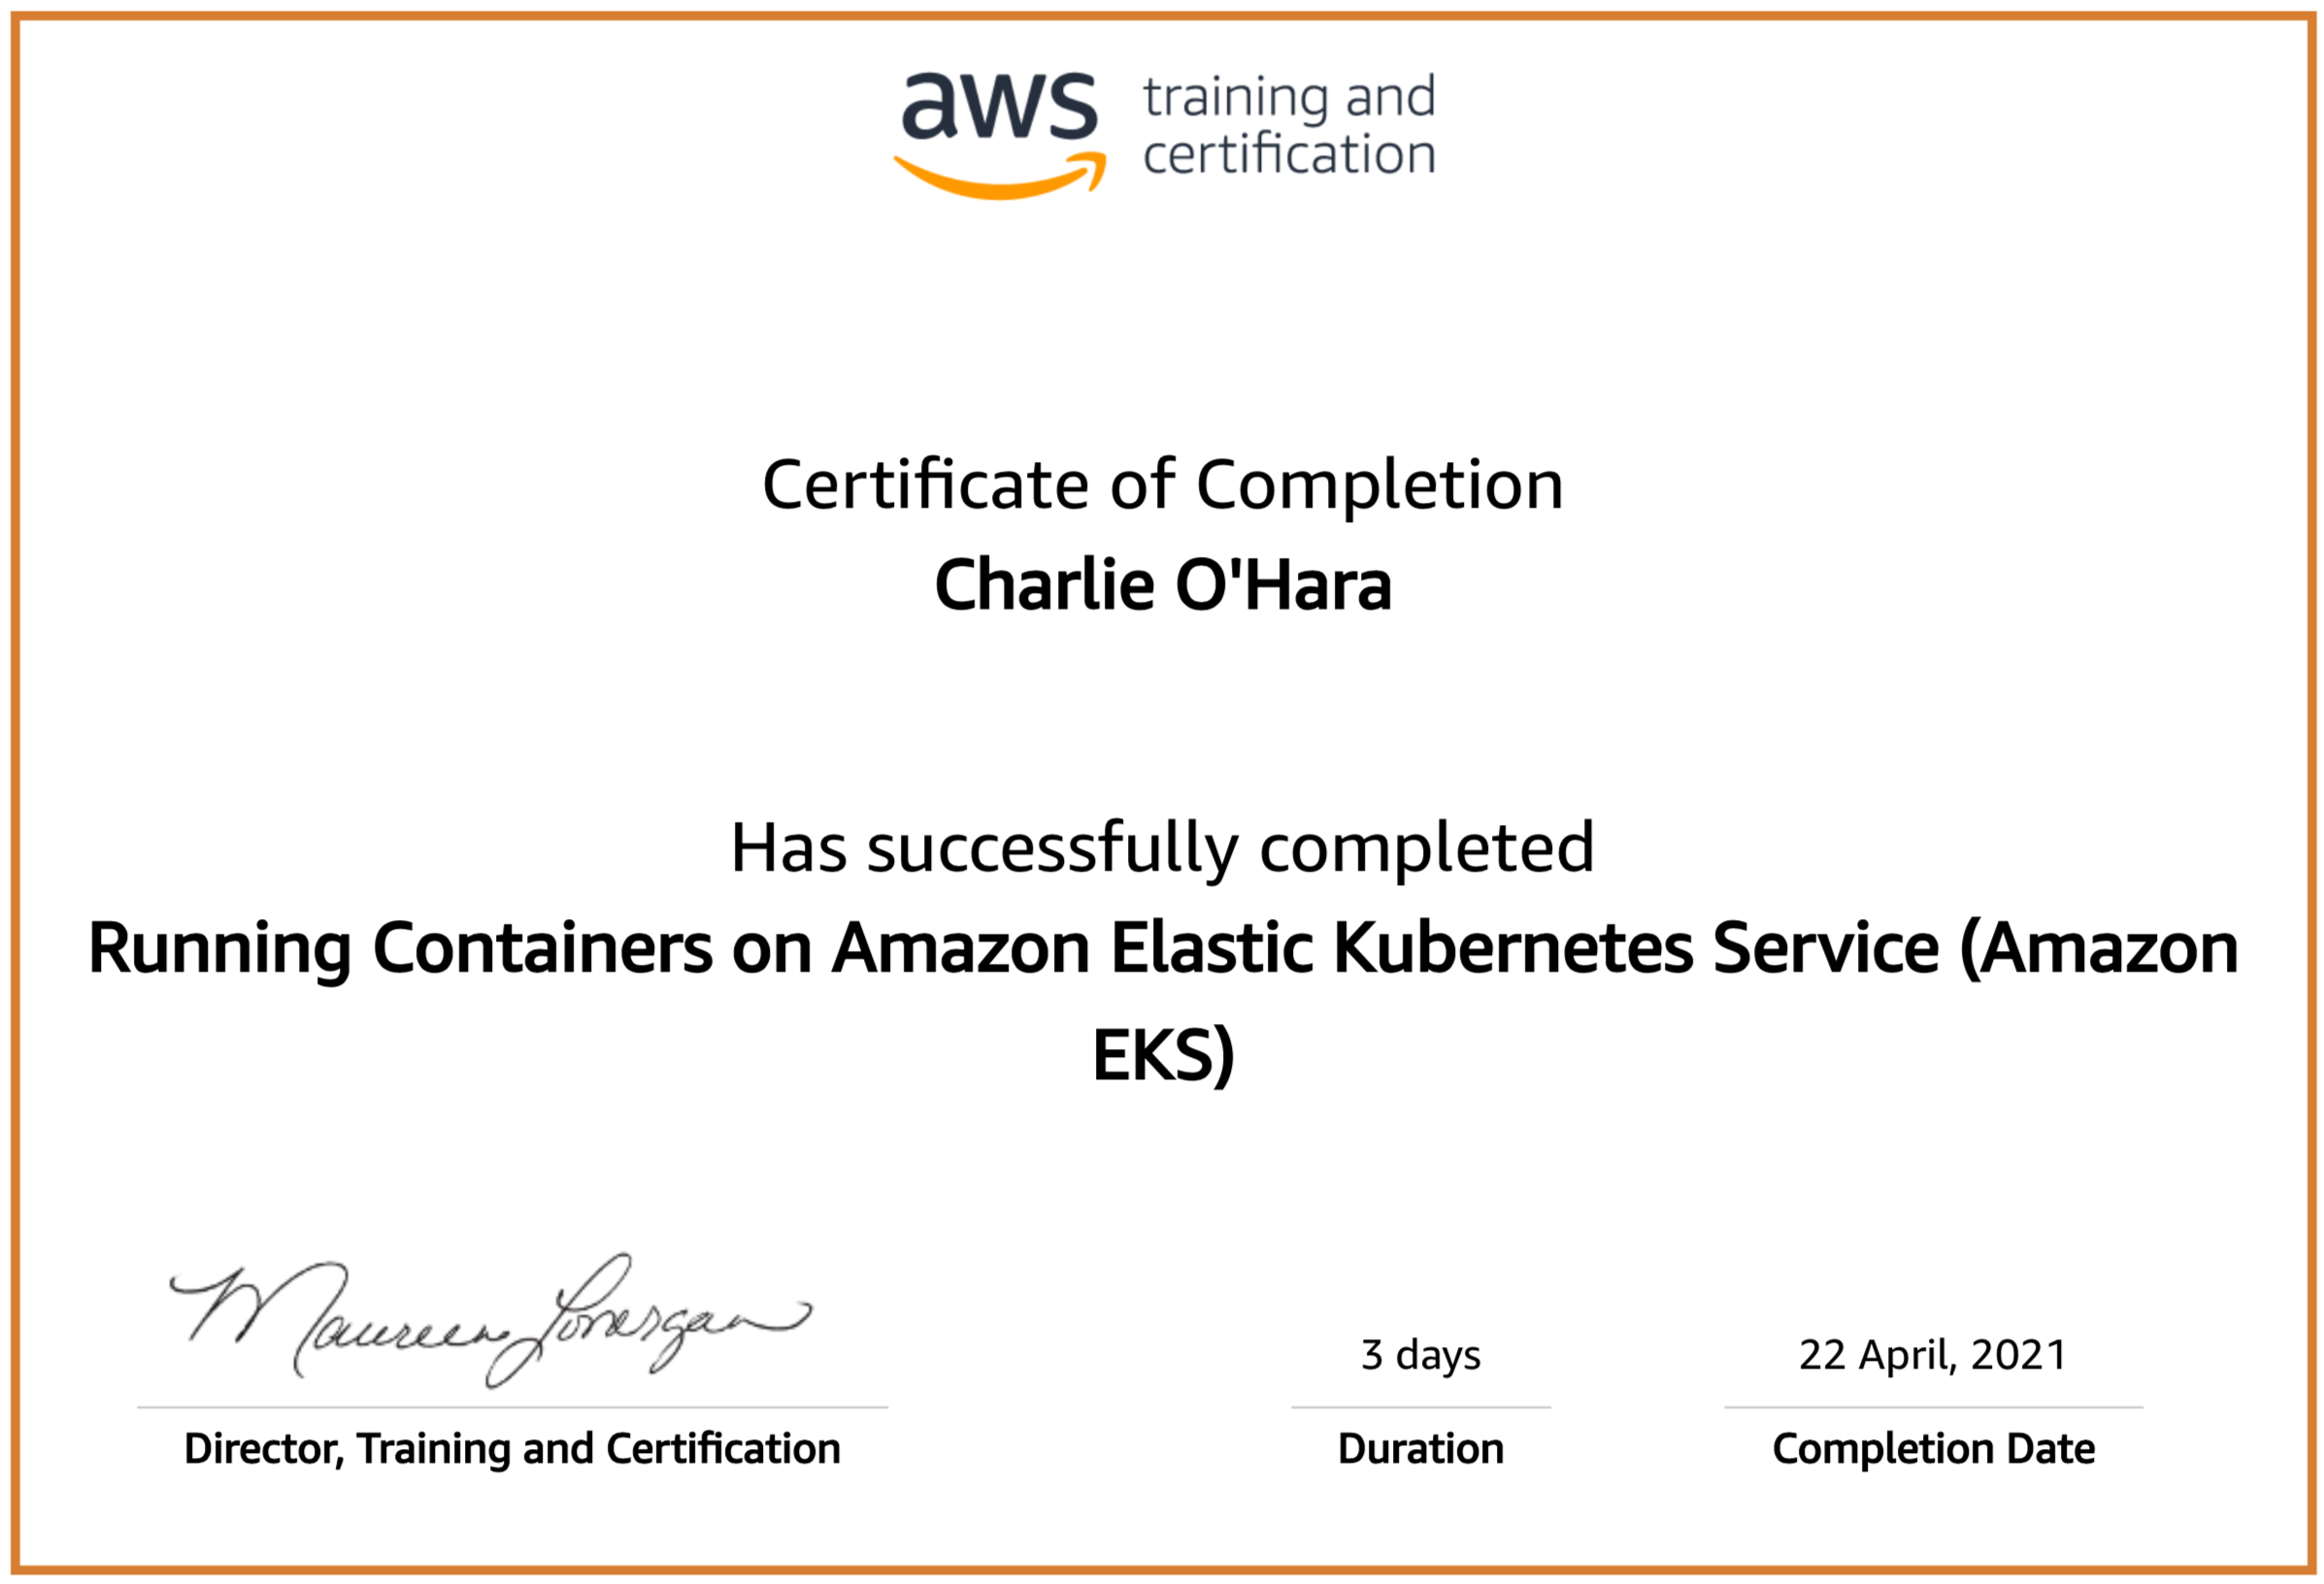 aws training and
certification
Certificate of Completion
Charlie O'Hara
Has successfully completed
Running Containers on Amazon Elastic Kubernetes Service (Amazon
EKS)
Maureen Lonergan
3 days
22 April, 2021
Director, Training and Certification
Duration
Completion Date